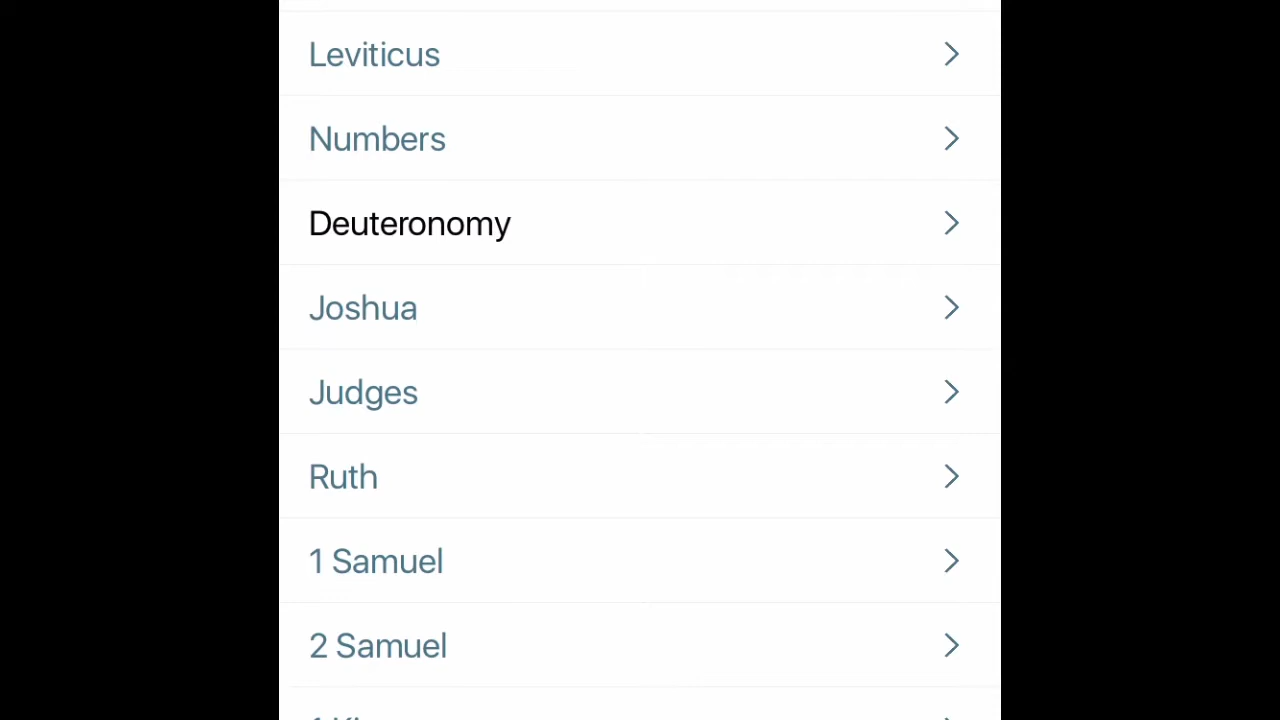 Leviticus
Numbers
Deuteronomy
Joshua
Judges
Ruth
1 Samuel
2 Samuel